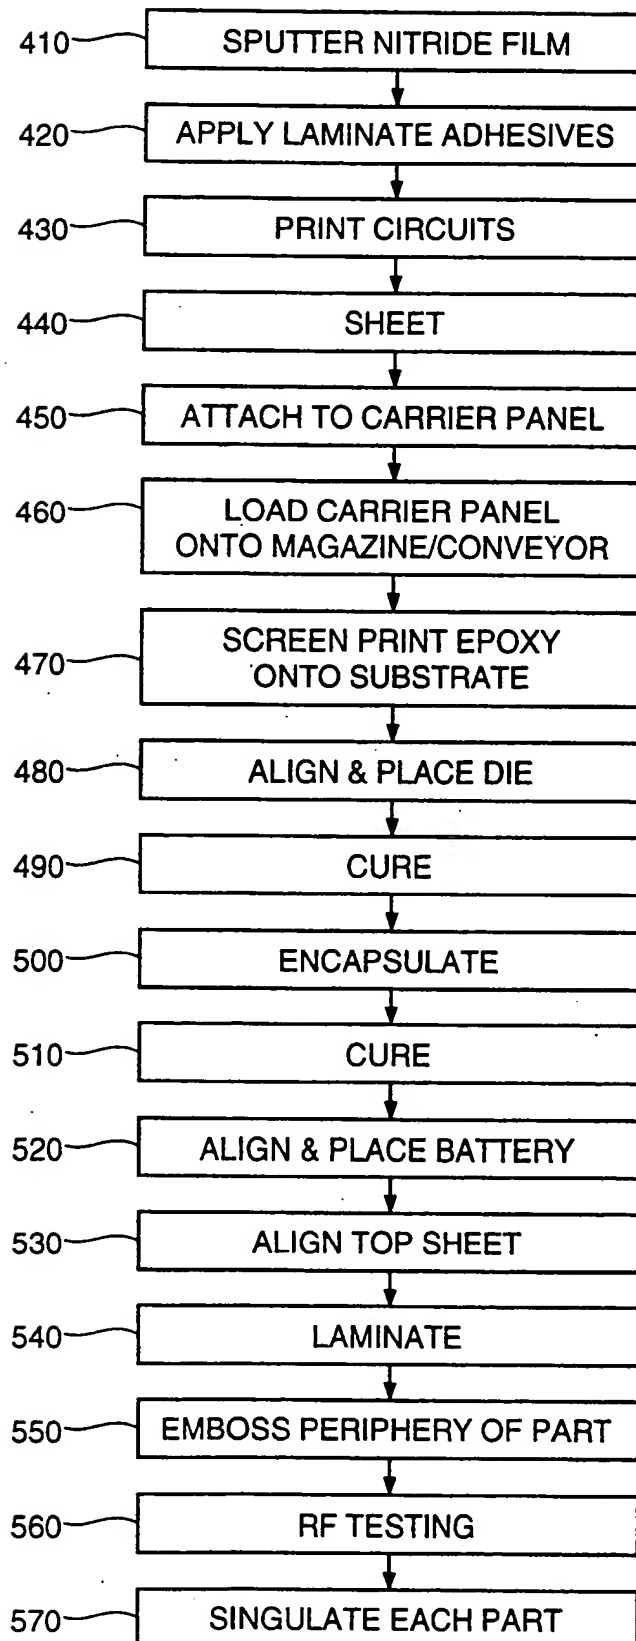 410 SPUTTER NITRIDE FILM
420 APPLY LAMINATE ADHESIVES
430 PRINT CIRCUITS
440 SHEET
450 ATTACH TO CARRIER PANEL
460 LOAD CARRIER PANEL
ONTO MAGAZINE/CONVEYOR
470 SCREEN PRINT EPOXY
ONTO SUBSTRATE
480 ALIGN & PLACE DIE
490 CURE
500 ENCAPSULATE
510 CURE
520 ALIGN & PLACE BATTERY
530 ALIGN TOP SHEET
540 LAMINATE
550 EMBOSS PERIPHERY OF PART
560 RF TESTING
570 SINGULATE EACH PART